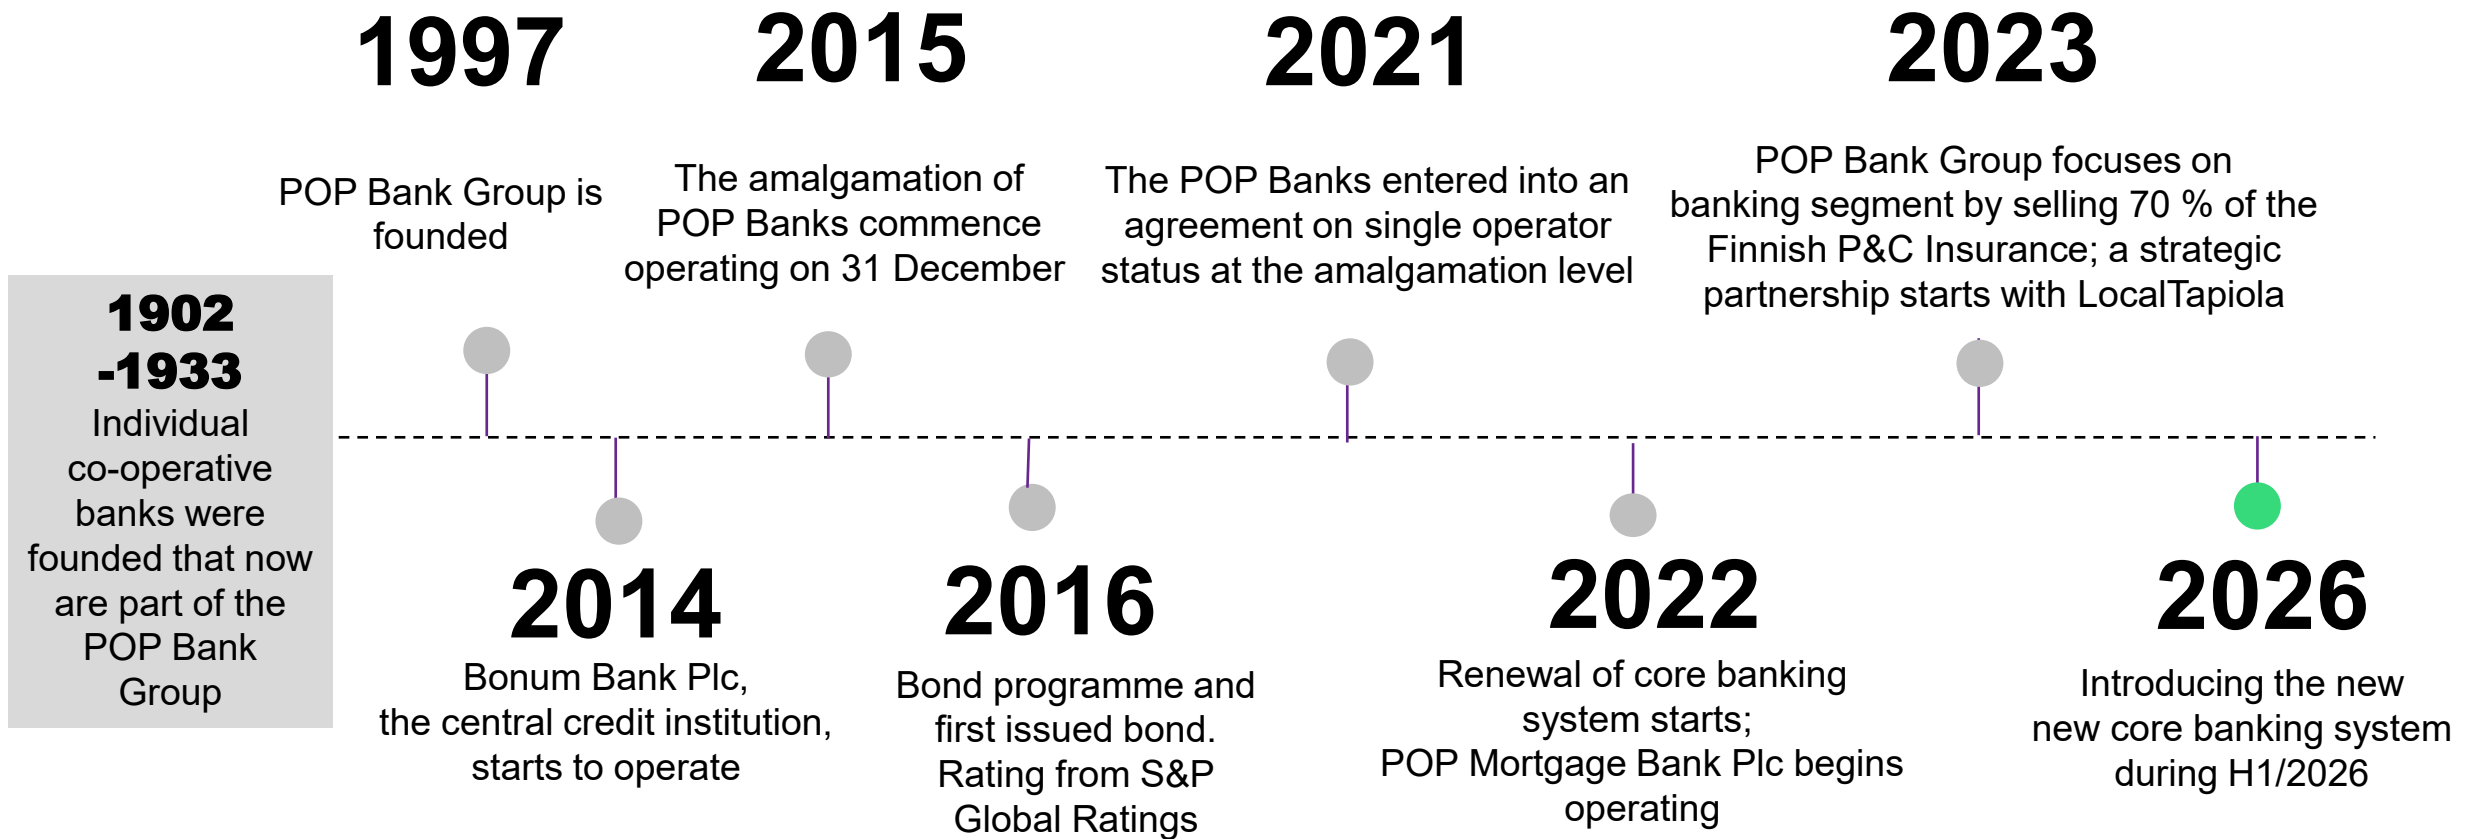 1902
-1933
Individual
co-operative
banks were
founded that now
are part of the
POP Bank
Group
1997
POP Bank Group is
founded
2014
Bonum Bank Plc,
the central credit institution,
starts to operate
2015
The amalgamation of
POP Banks commence
operating on 31 December
2016
Bond programme and
first issued bond.
Rating from S&P
Global Ratings
2021
The POP Banks entered into an
agreement on single operator
status at the amalgamation level
2022
Renewal of core banking
system starts;
POP Mortgage Bank Plc begins
operating
2023
POP Bank Group focuses on
banking segment by selling 70 % of the
Finnish P&C Insurance; a strategic
partnership starts with LocalTapiola
2026
Introducing the new
new core banking system
during H1/2026